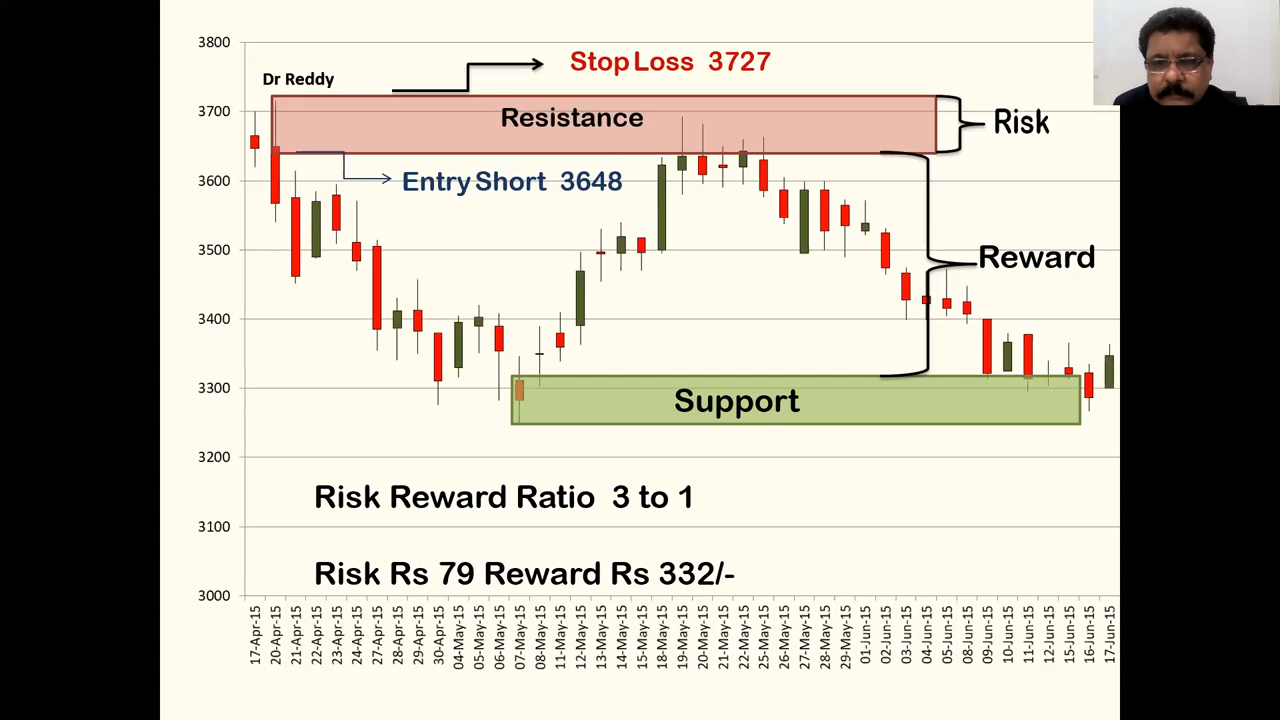 3800
3700
3600
3500
3400
3300
3200
3100
3000
Dr Reddy
Stop Loss 3727
Resistance
Risk
Entry Short 3648
Reward
Support
Risk Reward Ratio 3 to 1
Risk Rs 79 Reward Rs 332/-
17-Apr-15
20-Apr-15
21-Apr-15
22-Apr-15
23-Apr-15
24-Apr-15
27-Apr-15
28-Apr-15
29-Apr-15
30-Apr-15
04-May-15
05-May-15
06-May-15
07-May-15
08-May-15
11-May-15
12-May-15
13-May-15
14-May-15
15-May-15
18-May-15
19-May-15
20-May-15
21-May-15
22-May-15
25-May-15
26-May-15
27-May-15
28-May-15
29-May-15
01-Jun-15
02-Jun-15
03-Jun-15
04-Jun-15
05-Jun-15
08-Jun-15
09-Jun-15
10-Jun-15
11-Jun-15
12-Jun-15
15-Jun-15
16-Jun-15
17-Jun-15